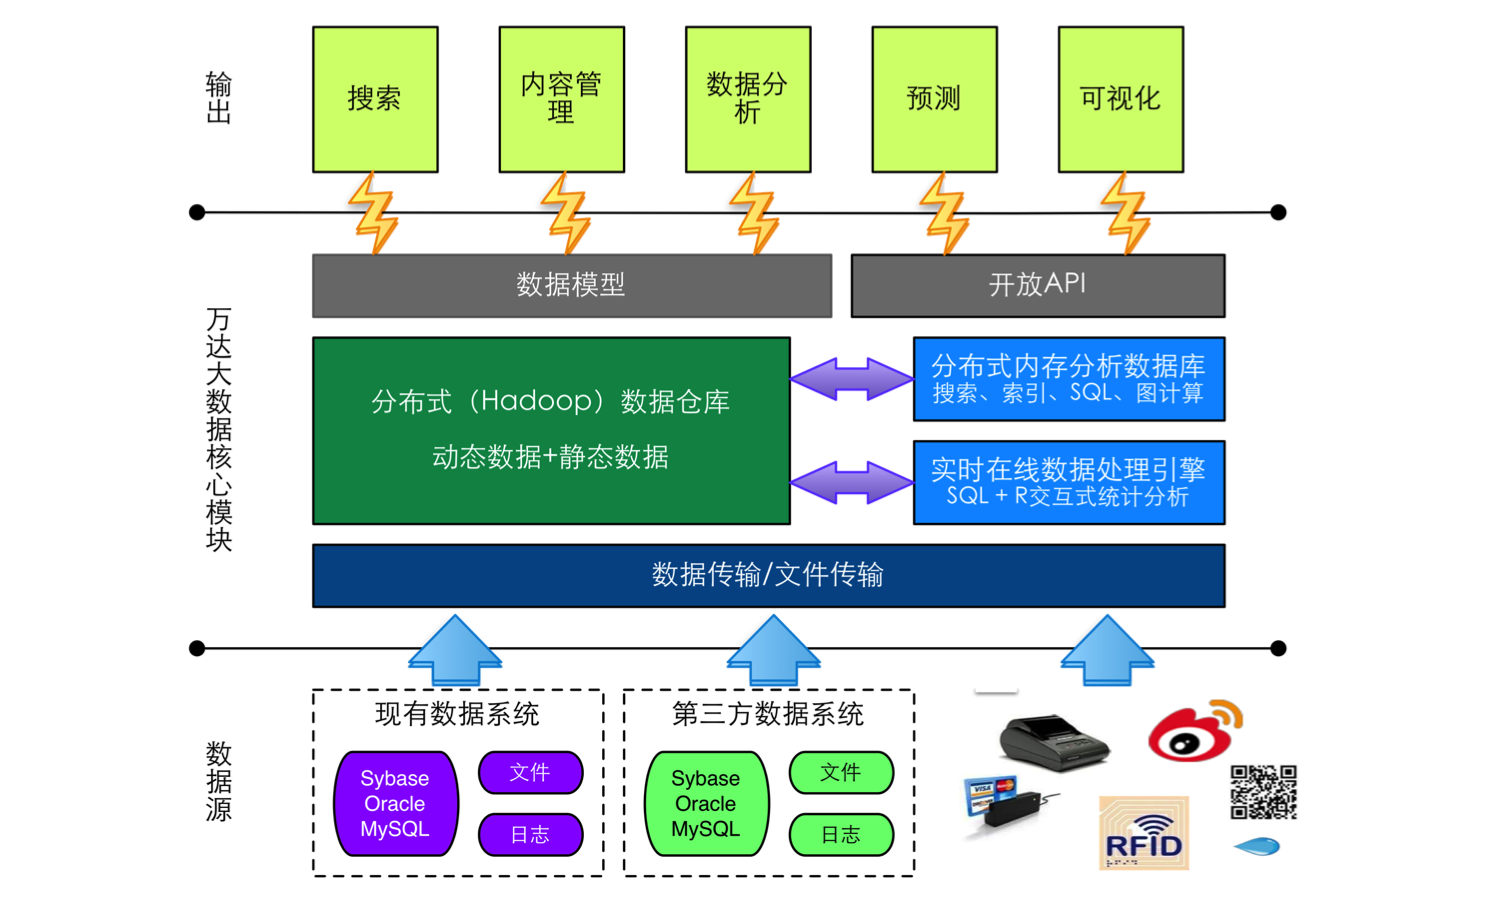 输出
搜索
内容管
理
数据分
析
预测
可视化
万达大数据核心模块
数据模型
开放API
分布式（Hadoop）数据仓库
动态数据+静态数据
分布式内存分析数据库
搜索、索引、SQL、图计算
实时在线数据处理引擎
SQL + R交互式统计分析
数据传输/文件传输
数据源
现有数据系统
Sybase
Oracle
MySQL
文件
日志
第三方数据系统
Sybase
Oracle
MySQL
文件
日志
VISA
RFID